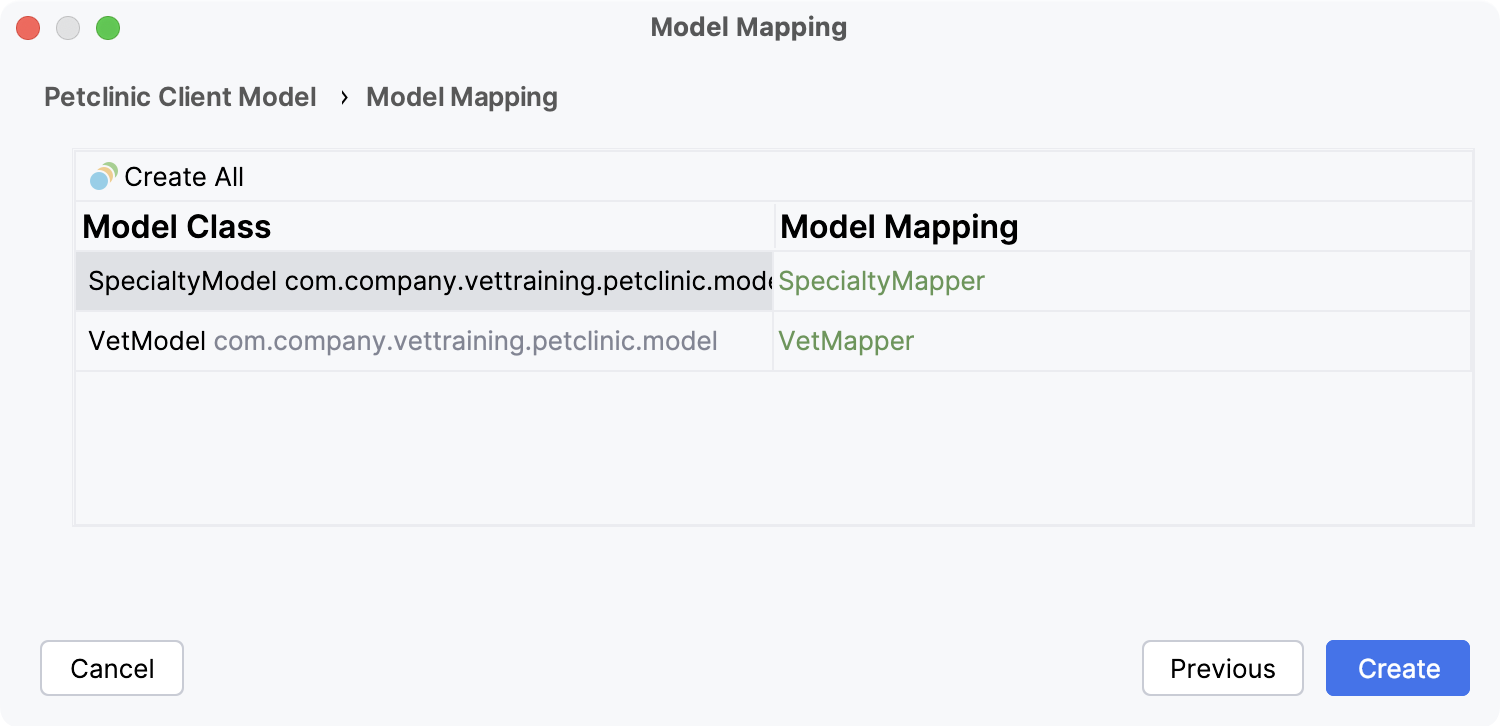 Model Mapping
Petclinic Client Model › Model Mapping
Create All
Model Class Model Mapping
SpecialtyModel com.company.vettraining.petclinic.mode SpecialtyMapper
VetModel com.company.vettraining.petclinic.model VetMapper
Cancel Previous Create